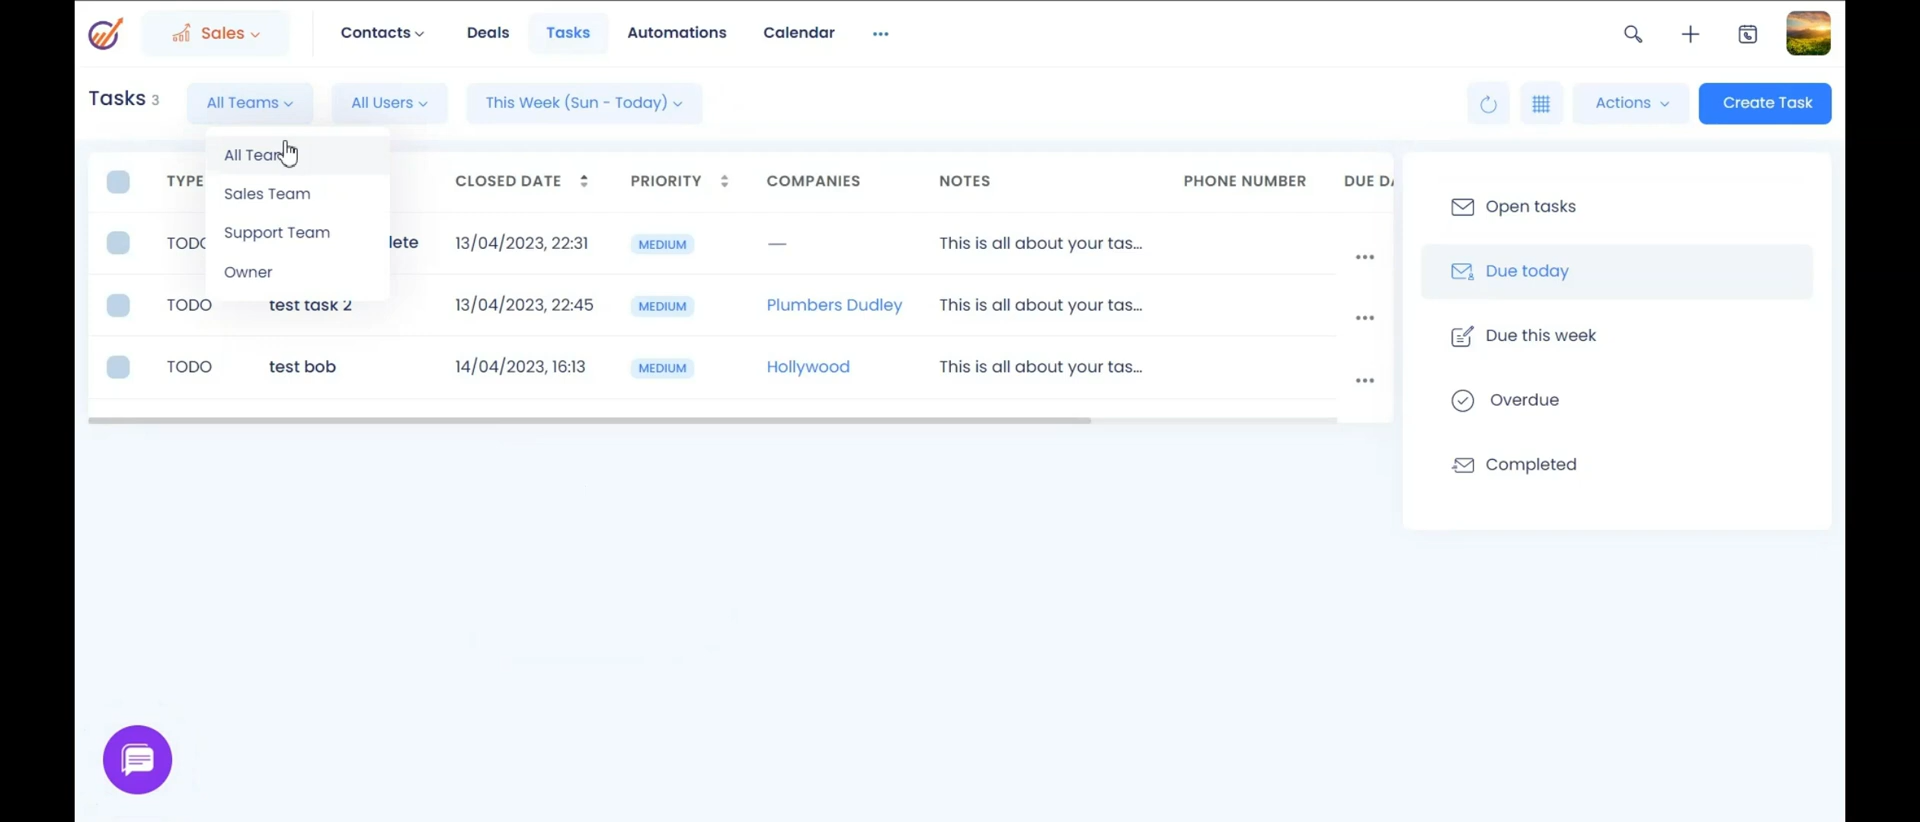 Sales
Contacts
Deals
Tasks
Automations
Calendar
Tasks 3
All Teams
All Users
This Week (Sun - Today)
Actions
Create Task
All
Sales Team
Support Team
Owner
TYPE CLOSED DATE PRIORITY COMPANIES NOTES PHONE NUMBER DUE
13/04/2023, 22:31 MEDIUM — This is all about your tas...
TODO test task 2 13/04/2023, 22:45 MEDIUM Plumbers Dudley This is all about your tas...
TODO test bob 14/04/2023, 16:13 MEDIUM Hollywood This is all about your tas...
Open tasks
Due today
Due this week
Overdue
Completed